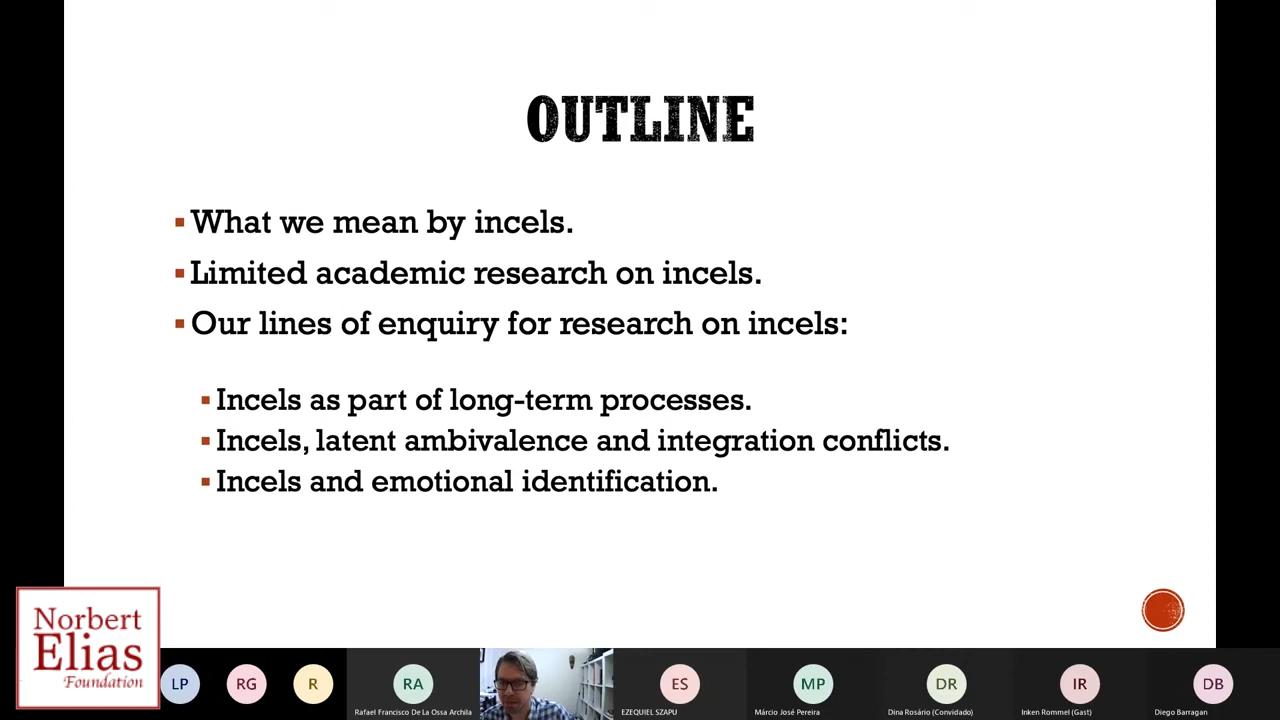 OUTLINE
What we mean by incels.
Limited academic research on incels.
Our lines of enquiry for research on incels:
Incels as part of long-term processes.
Incels, latent ambivalence and integration conflicts.
Incels and emotional identification.
Norbert
Elias
Foundation
LP
RG
R
RA
Rafael Francisco De La Ossa Archila
ES
EZEQUIEL SZAPU
MP
Márcio José Pereira
DR
Dina Rosário (Convidado)
IR
Inken Rommel (Gast)
DB
Diego Barragan